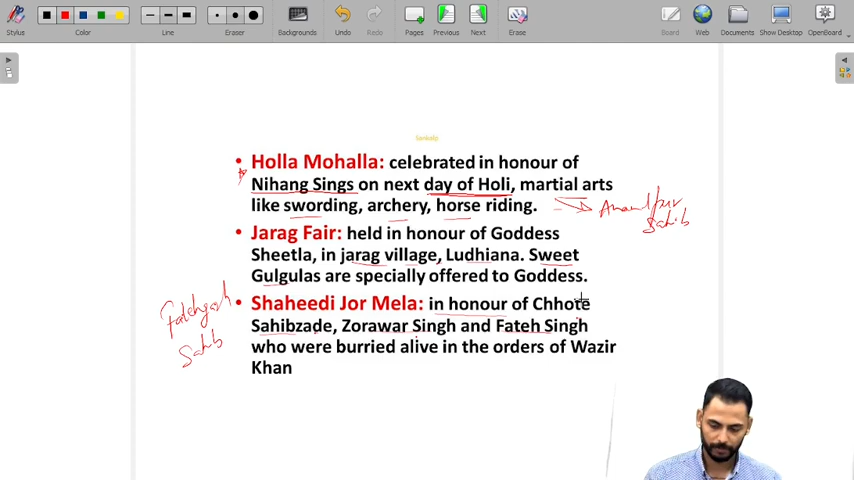 Stylus
Color
Line
Eraser
Backgrounds
Undo
Redo
Pages
Previous
Next
Erase
Board
Web
Documents
Show Desktop
OpenBoard
• Holla Mohalla: celebrated in honour of
Nihang Sings on next day of Holi, martial arts
like swording, archery, horse riding.
Anandpur
Sahib
• Jarag Fair: held in honour of Goddess
Sheetla, in jarag village, Ludhiana. Sweet
Gulgulas are specially offered to Goddess.
Fatehgarh
Sahib
• Shaheedi Jor Mela: in honour of Chhote
Sahibzade, Zorawar Singh and Fateh Singh
who were burried alive in the orders of Wazir
Khan